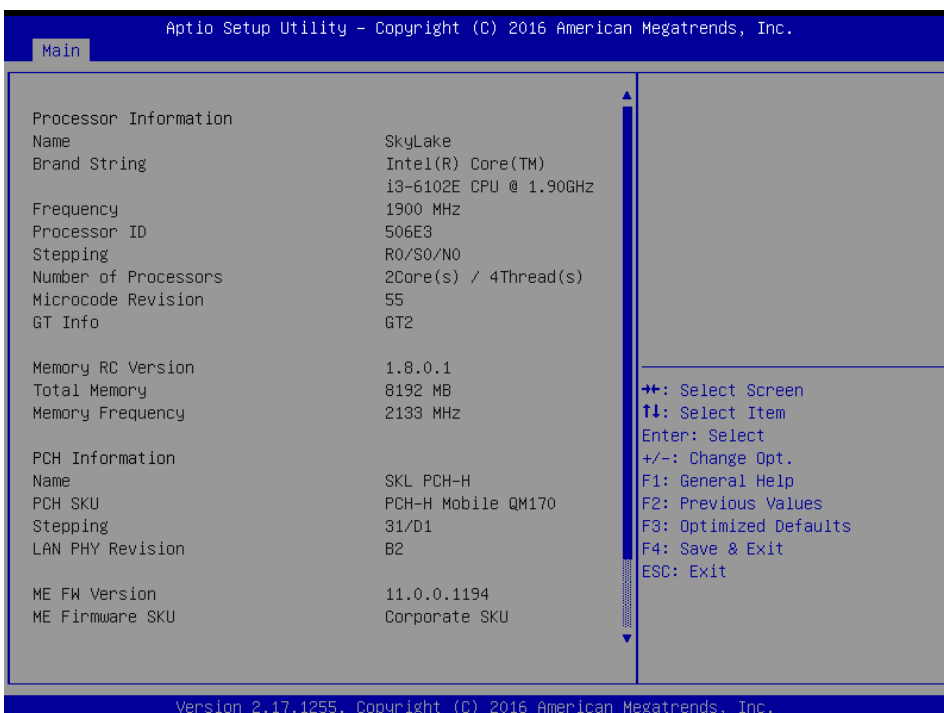 Aptio Setup Utility – Copyright (C) 2016 American Megatrends, Inc.
Main
Processor Information
Name SkyLake
Brand String Intel(R) Core(TM)
i3-6102E CPU @ 1.90GHz
Frequency 1900 MHz
Processor ID 506E3
Stepping R0/S0/N0
Number of Processors 2Core(s) / 4Thread(s)
Microcode Revision 55
GT Info GT2
Memory RC Version 1.8.0.1
Total Memory 8192 MB
Memory Frequency 2133 MHz
PCH Information
Name SKL PCH-H
PCH SKU PCH-H Mobile QM170
Stepping 31/D1
LAN PHY Revision B2
ME FW Version 11.0.0.1194
ME Firmware SKU Corporate SKU
→←: Select Screen
↑↓: Select Item
Enter: Select
+/-: Change Opt.
F1: General Help
F2: Previous Values
F3: Optimized Defaults
F4: Save & Exit
ESC: Exit
Version 2.17.1255. Copyright (C) 2016 American Megatrends, Inc.